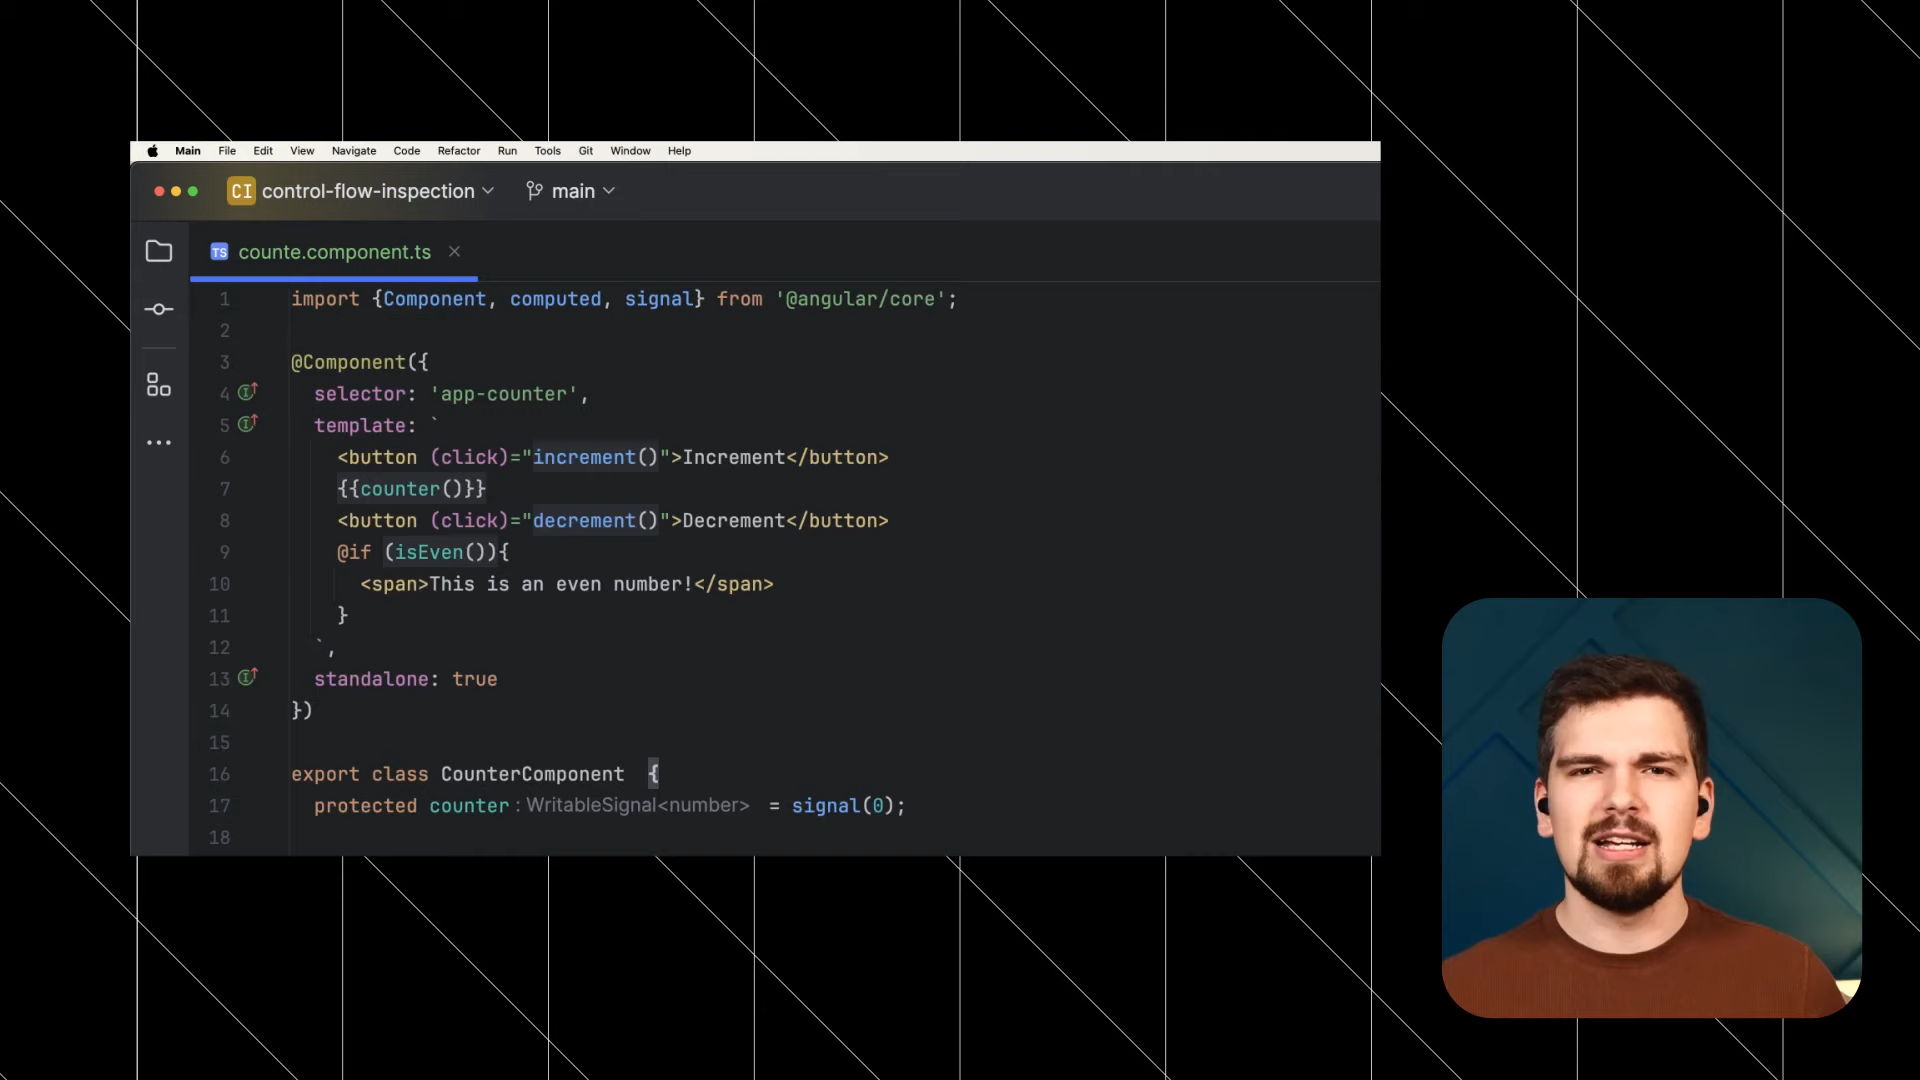 Main File Edit View Navigate Code Refactor Run Tools Git Window Help
CI control-flow-inspection main
TS counte.component.ts
1 import {Component, computed, signal} from '@angular/core';
2
3 @Component({
4 selector: 'app-counter',
5 template: `
6 <button (click)="increment()">Increment</button>
7 {{counter()}}
8 <button (click)="decrement()">Decrement</button>
9 @if (isEven()){
10 <span>This is an even number!</span>
11 }
12 `,
13 standalone: true
14 })
15
16 export class CounterComponent {
17 protected counter : WritableSignal<number> = signal(0);
18